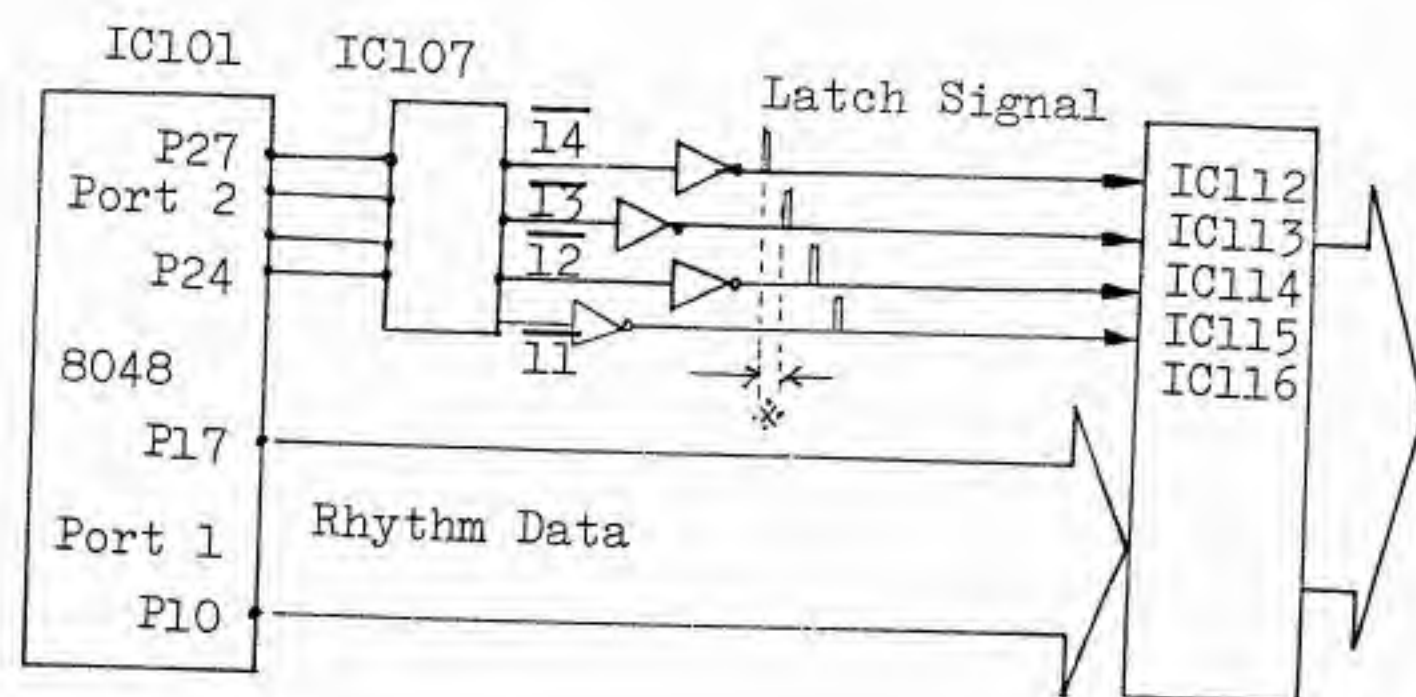 IC101
IC107
Latch Signal
P27
Port 2
P24
8048
P17
Port 1
P10
14
13
12
11
IC112
IC113
IC114
IC115
IC116
※
Rhythm Data